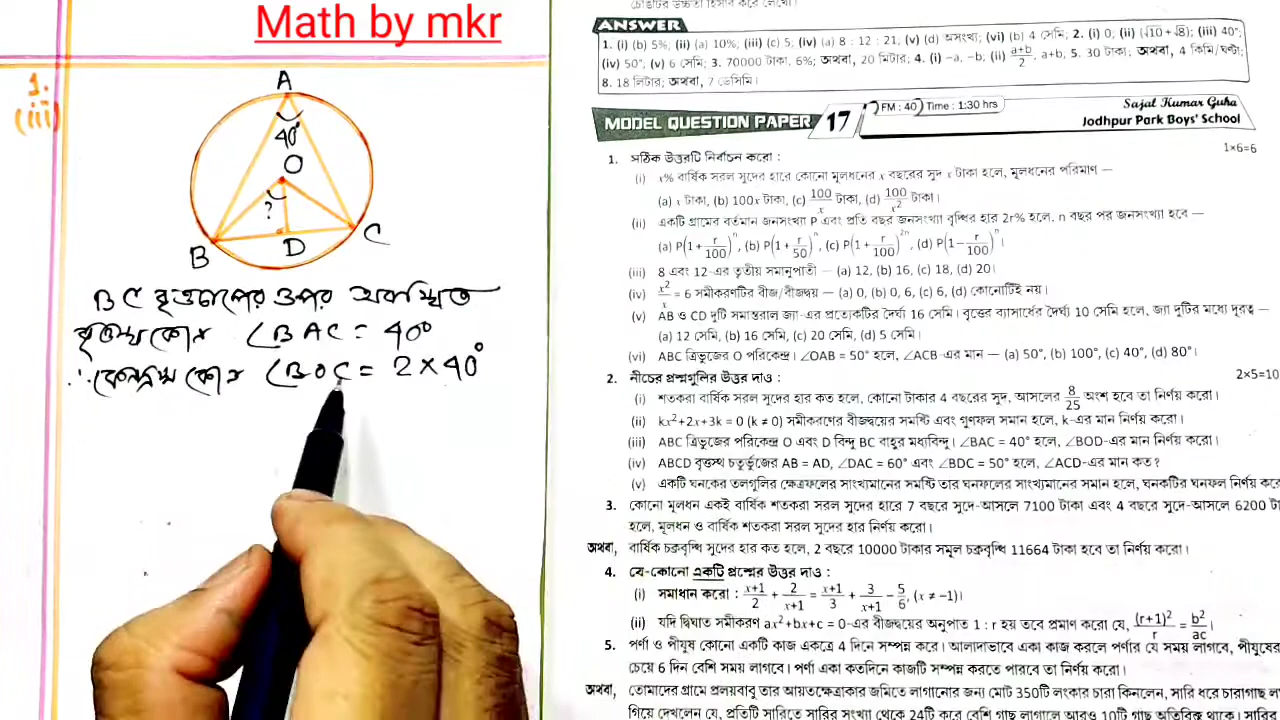 Math by mkr
1.
(iii)
A
40°
O
?
B
D
C
BC বৃত্তচাপের ওপর অবস্থিত
বৃত্তস্থ কোণ ∠BAC = 40°
∴ কেন্দ্রস্থ কোণ ∠BOC = 2 × 40°
ANSWER
1. (i) (b) 5%; (ii) (a) 10%; (iii) (c) 5; (iv) (a) 8 : 12 : 21; (v) (d) অসংখ্য; (vi) (b) 4 সেমি; 2. (i) 0, (ii) (√10 + √8); (iii) 40°;
(iv) 50°, (v) 6 সেমি; 3. 70000 টাকা, 6%; অথবা, 20 মিটার; 4. (i) −a, −b; (ii) (a+b)/2, a+b, 5. 30 টাকা; অথবা, 4 কিমি/ঘণ্টা;
8. 18 লিটার; অথবা, 7 ডেসিমি।
MODEL QUESTION PAPER 17
FM : 40 Time : 1:30 hrs
Sajal Kumar Guha
Jodhpur Park Boys' School
1×6=6
1. সঠিক উত্তরটি নির্বাচন করো :
(i) x% বার্ষিক সরল সুদের হারে কোনো মূলধনের x বছরের সুদ x টাকা হলে, মূলধনের পরিমাণ —
(a) x টাকা, (b) 100x টাকা, (c) 100/x টাকা, (d) 100/x² টাকা।
(ii) একটি গ্রামের বর্তমান জনসংখ্যা P এবং প্রতি বছর জনসংখ্যা বৃদ্ধির হার 2r% হলে, n বছর পর জনসংখ্যা হবে —
(a) P(1+r/100)ⁿ, (b) P(1+r/50)ⁿ, (c) P(1+r/100)²ⁿ, (d) P(1−r/100)ⁿ।
(iii) 8 এবং 12-এর তৃতীয় সমানুপাতী — (a) 12, (b) 16, (c) 18, (d) 20।
(iv) x²/x = 6 সমীকরণটির বীজ/বীজদ্বয় — (a) 0, (b) 0, 6, (c) 6, (d) কোনোটিই নয়।
(v) AB ও CD দুটি সমান্তরাল জ্যা-এর প্রত্যেকটির দৈর্ঘ্য 16 সেমি। বৃত্তের ব্যাসার্ধের দৈর্ঘ্য 10 সেমি হলে, জ্যা দুটির মধ্যে দূরত্ব —
(a) 12 সেমি, (b) 16 সেমি, (c) 20 সেমি, (d) 5 সেমি।
(vi) ABC ত্রিভুজের O পরিকেন্দ্র। ∠OAB = 50° হলে, ∠ACB-এর মান — (a) 50°, (b) 100°, (c) 40°, (d) 80°।
2. নীচের প্রশ্নগুলির উত্তর দাও :
2×5=10
(i) শতকরা বার্ষিক সরল সুদের হার কত হলে, কোনো টাকার 4 বছরের সুদ, আসলের 8/25 অংশ হবে তা নির্ণয় করো।
(ii) kx²+2x+3k = 0 (k ≠ 0) সমীকরণের বীজদ্বয়ের সমষ্টি এবং গুণফল সমান হলে, k-এর মান নির্ণয় করো।
(iii) ABC ত্রিভুজের পরিকেন্দ্র O এবং D বিন্দু BC বাহুর মধ্যবিন্দু। ∠BAC = 40° হলে, ∠BOD-এর মান নির্ণয় করো।
(iv) ABCD বৃত্তস্থ চতুর্ভুজের AB = AD, ∠DAC = 60° এবং ∠BDC = 50° হলে, ∠ACD-এর মান কত?
(v) একটি ঘনকের তলগুলির ক্ষেত্রফলের সাংখ্যমানের সমষ্টি তার ঘনফলের সাংখ্যমানের সমান হলে, ঘনকটির ঘনফল নির্ণয়
3. কোনো মূলধন একই বার্ষিক শতকরা সরল সুদের হারে 7 বছরে সুদে-আসলে 7100 টাকা এবং 4 বছরে সুদে-আসলে 6200
হলে, মূলধন ও বার্ষিক শতকরা সরল সুদের হার নির্ণয় করো।
অথবা, বার্ষিক চক্রবৃদ্ধি সুদের হার কত হলে, 2 বছরে 10000 টাকার সমূল চক্রবৃদ্ধি 11664 টাকা হবে তা নির্ণয় করো।
4. যে-কোনো একটি প্রশ্নের উত্তর দাও :
(i) সমাধান করো : (x+1)/2 + 2/(x+1) = (x+1)/3 + 3/(x+1) − 5/6, (x ≠ −1)।
(ii) যদি দ্বিঘাত সমীকরণ ax²+bx+c = 0-এর বীজদ্বয়ের অনুপাত 1 : r হয় তবে প্রমাণ করো যে, (r+1)²/r = b²/ac।
5. পর্ণা ও পীযূষ কোনো একটি কাজ একত্রে 4 দিনে সম্পন্ন করে। আলাদাভাবে একা কাজ করলে পর্ণার যে সময় লাগবে, পীযূষের
চেয়ে 6 দিন বেশি সময় লাগবে। পর্ণা একা কতদিনে কাজটি সম্পন্ন করতে পারবে তা নির্ণয় করো।
অথবা, তোমাদের গ্রামে প্রলয়বাবু তার আয়তক্ষেত্রাকার জমিতে লাগানোর জন্য মোট 350টি লংকার চারা কিনলেন, সারি ধরে চারাগাছ
গিয়ে দেখলেন যে, প্রতিটি সারিতে সারির সংখ্যা থেকে 24টি করে বেশি গাছ লাগালে আরও 10টি গাছ অতিরিক্ত থাকে।